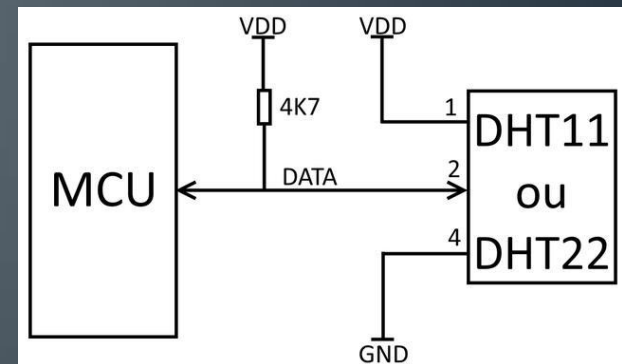 VDD
VDD
4K7
1
DHT11
MCU
DATA
2
ou
4
DHT22
GND